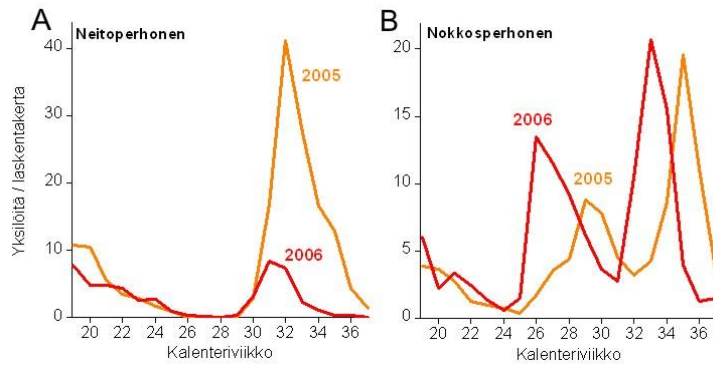 A
Neitoperhonen
Yksilöitä / laskentakerta
40
30
20
10
0
2005
2006
20 22 24 26 28 30 32 34 36
Kalenteriviikko
B
Nokkosperhonen
20
15
10
5
0
2006
2005
20 22 24 26 28 30 32 34 36
Kalenteriviikko